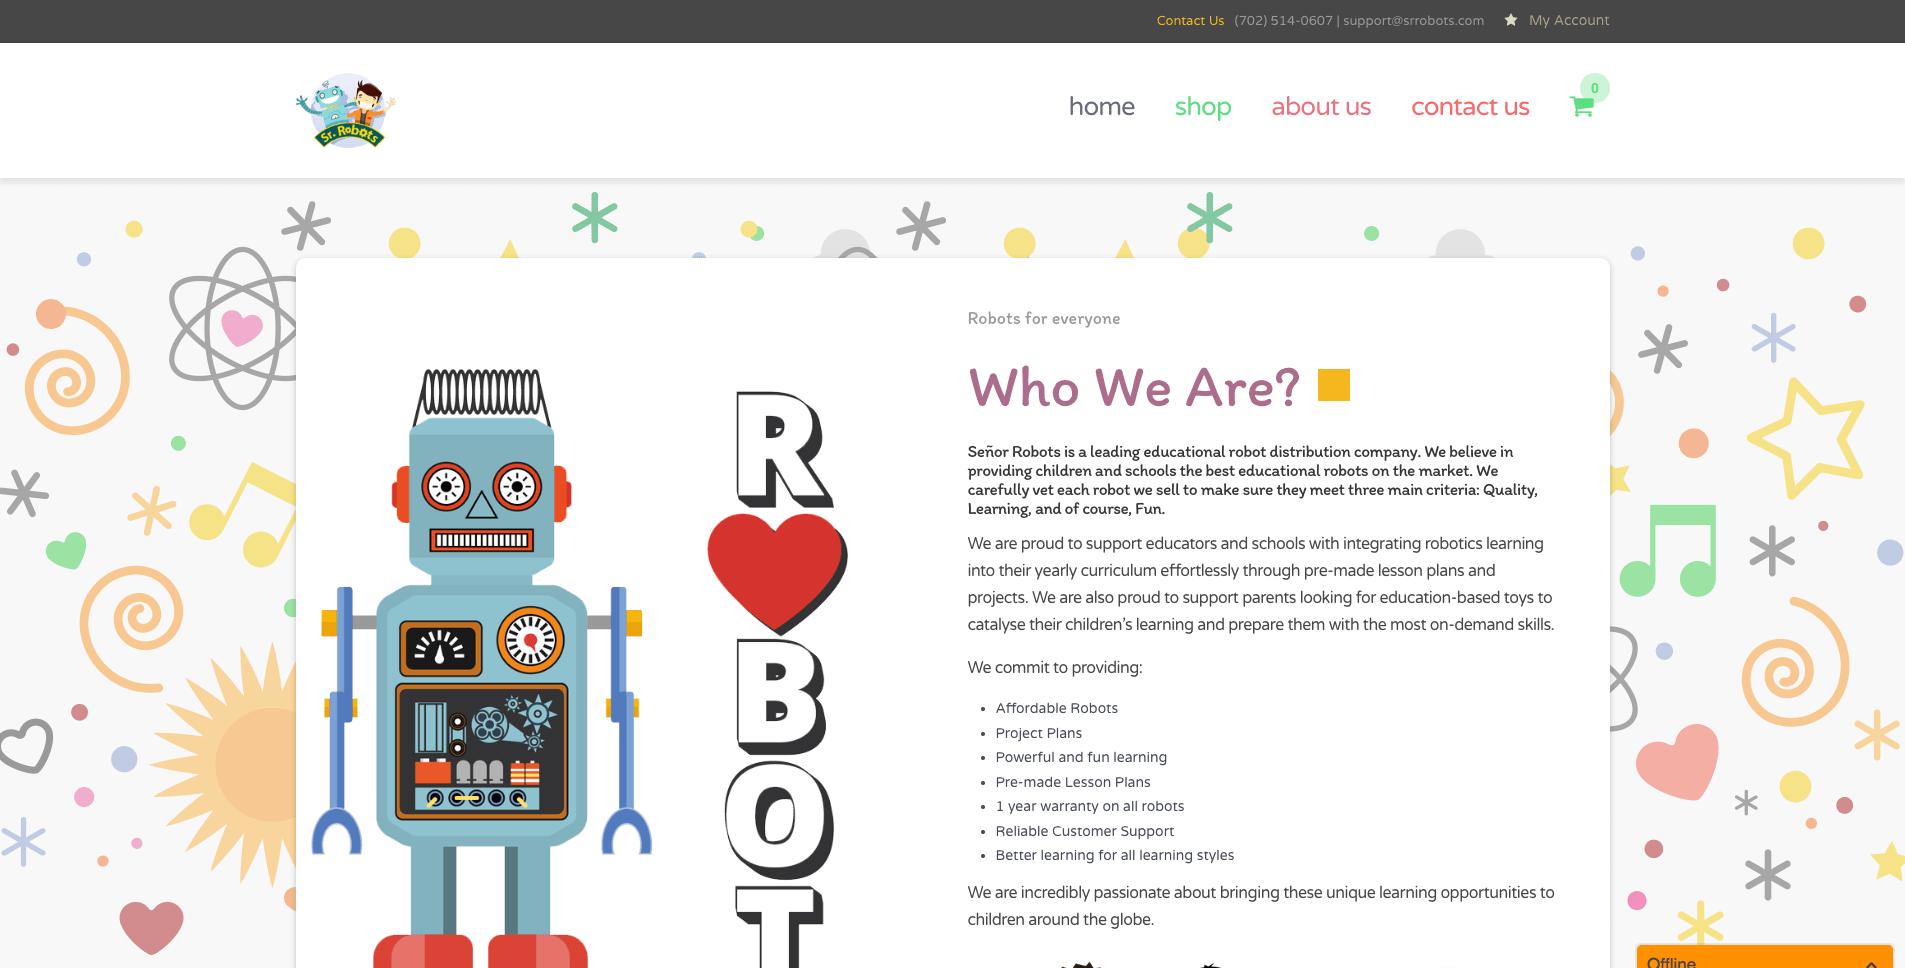 Contact Us (702) 514-0607 | support@srrobots.com My Account
Sr. Robots
home shop about us contact us 0
Robots for everyone
Who We Are?
Señor Robots is a leading educational robot distribution company. We believe in
providing children and schools the best educational robots on the market. We
carefully vet each robot we sell to make sure they meet three main criteria: Quality,
Learning, and of course, Fun.
We are proud to support educators and schools with integrating robotics learning
into their yearly curriculum effortlessly through pre-made lesson plans and
projects. We are also proud to support parents looking for education-based toys to
catalyse their children’s learning and prepare them with the most on-demand skills.
We commit to providing:
Affordable Robots
Project Plans
Powerful and fun learning
Pre-made Lesson Plans
1 year warranty on all robots
Reliable Customer Support
Better learning for all learning styles
We are incredibly passionate about bringing these unique learning opportunities to
children around the globe.
R
B
O
T
Offline